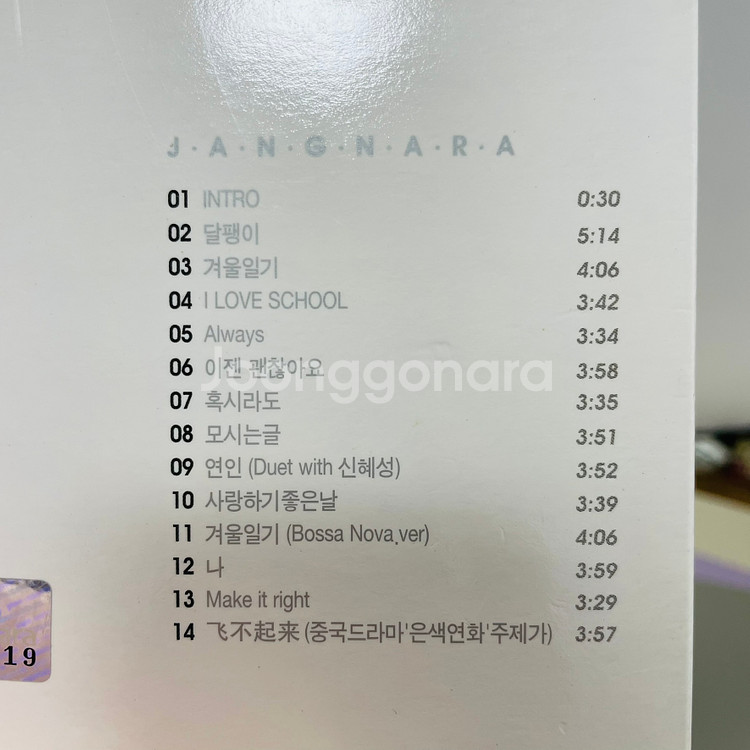 J·A·N·G·N·A·R·A
01 INTRO 0:30
02 달팽이 5:14
03 겨울일기 4:06
04 I LOVE SCHOOL 3:42
05 Always 3:34
06 이젠 괜찮아요 3:58
Joonggonara
07 혹시라도 3:35
08 모시는글 3:51
09 연인 (Duet with 신혜성) 3:52
10 사랑하기좋은날 3:39
11 겨울일기 (Bossa Nova.ver) 4:06
12 나 3:59
13 Make it right 3:29
14 飞不起来 (중국드라마'은색연화'주제가) 3:57
19